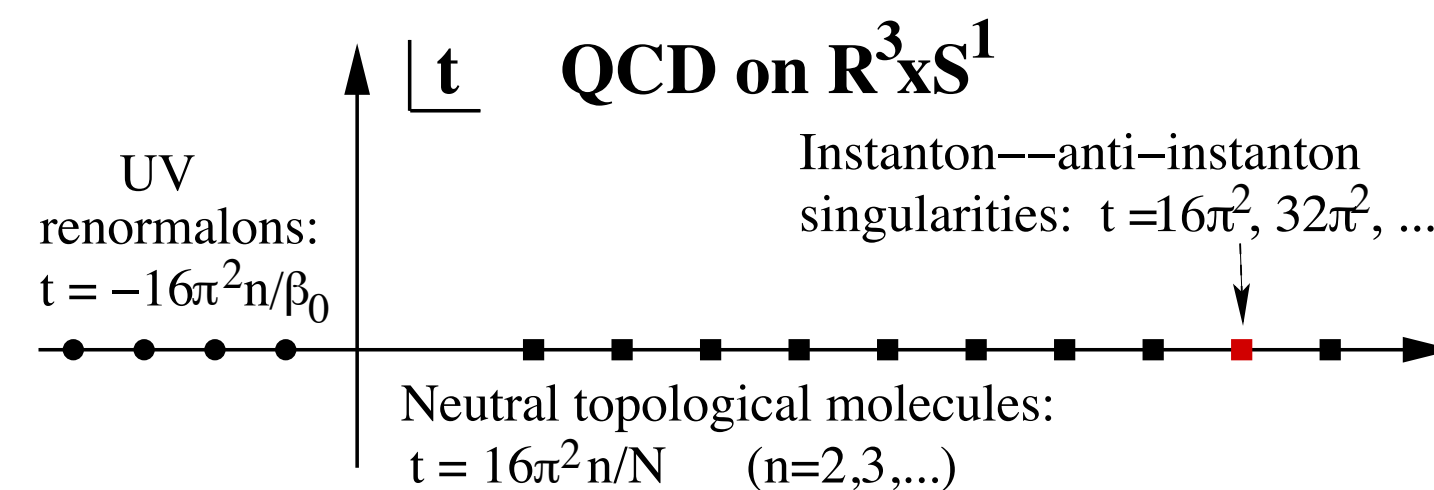 t QCD on R³xS¹
UV
renormalons:
t = −16π²n/β₀
Instanton−−anti−instanton
singularities: t =16π², 32π², ...
Neutral topological molecules:
t = 16π²n/N (n=2,3,...)